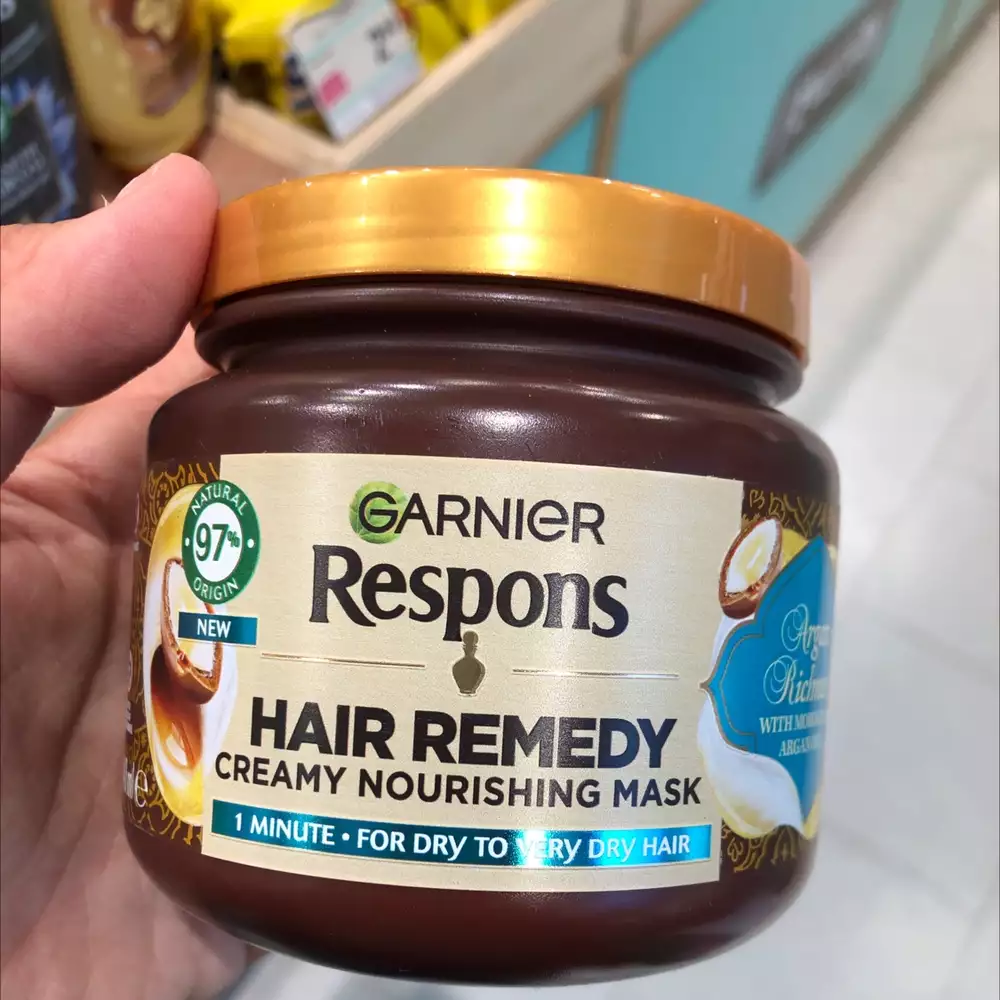 NATURAL
97%
ORIGIN
NEW
GARNIER
Respons
HAIR REMEDY
CREAMY NOURISHING MASK
1 MINUTE • FOR DRY TO VERY DRY HAIR
WITH